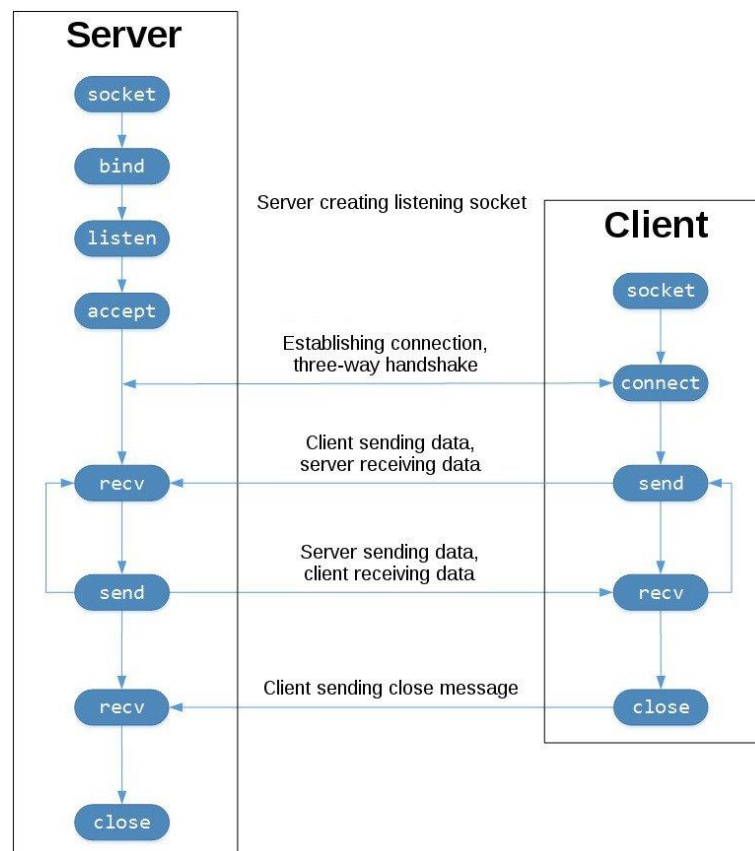 Server
socket
bind
listen
accept
recv
send
recv
close
Server creating listening socket
Establishing connection,
three-way handshake
Client sending data,
server receiving data
Server sending data,
client receiving data
Client sending close message
Client
socket
connect
send
recv
close